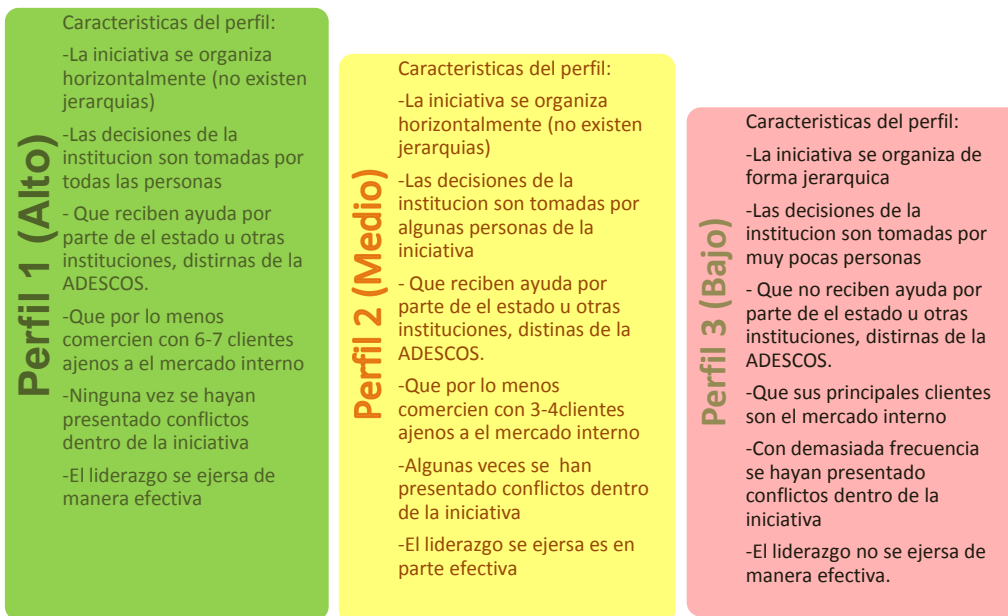 Perfil 1 (Alto)
Caracteristicas del perfil:
-La iniciativa se organiza
horizontalmente (no existen
jerarquias)
-Las decisiones de la
institucion son tomadas por
todas las personas
- Que reciben ayuda por
parte de el estado u otras
instituciones, distirnas de la
ADESCOS.
-Que por lo menos
comercien con 6-7 clientes
ajenos a el mercado interno
-Ninguna vez se hayan
presentado conflictos
dentro de la iniciativa
-El liderazgo se ejersa de
manera efectiva
Perfil 2 (Medio)
Caracteristicas del perfil:
-La iniciativa se organiza
horizontalmente (no existen
jerarquias)
-Las decisiones de la
institucion son tomadas por
algunas personas de la
iniciativa
- Que reciben ayuda por
parte de el estado u otras
instituciones, distinas de la
ADESCOS.
-Que por lo menos
comercien con 3-4clientes
ajenos a el mercado interno
-Algunas veces se  han
presentado conflictos dentro
de la iniciativa
-El liderazgo se ejersa es en
parte efectiva
Perfil 3 (Bajo)
Caracteristicas del perfil:
-La iniciativa se organiza de
forma jerarquica
-Las decisiones de la
institucion son tomadas por
muy pocas personas
- Que no reciben ayuda por
parte de el estado u otras
instituciones, distirnas de la
ADESCOS.
-Que sus principales clientes
son el mercado interno
-Con demasiada frecuencia
se hayan presentado
conflictos dentro de la
iniciativa
-El liderazgo no se ejersa de
manera efectiva.